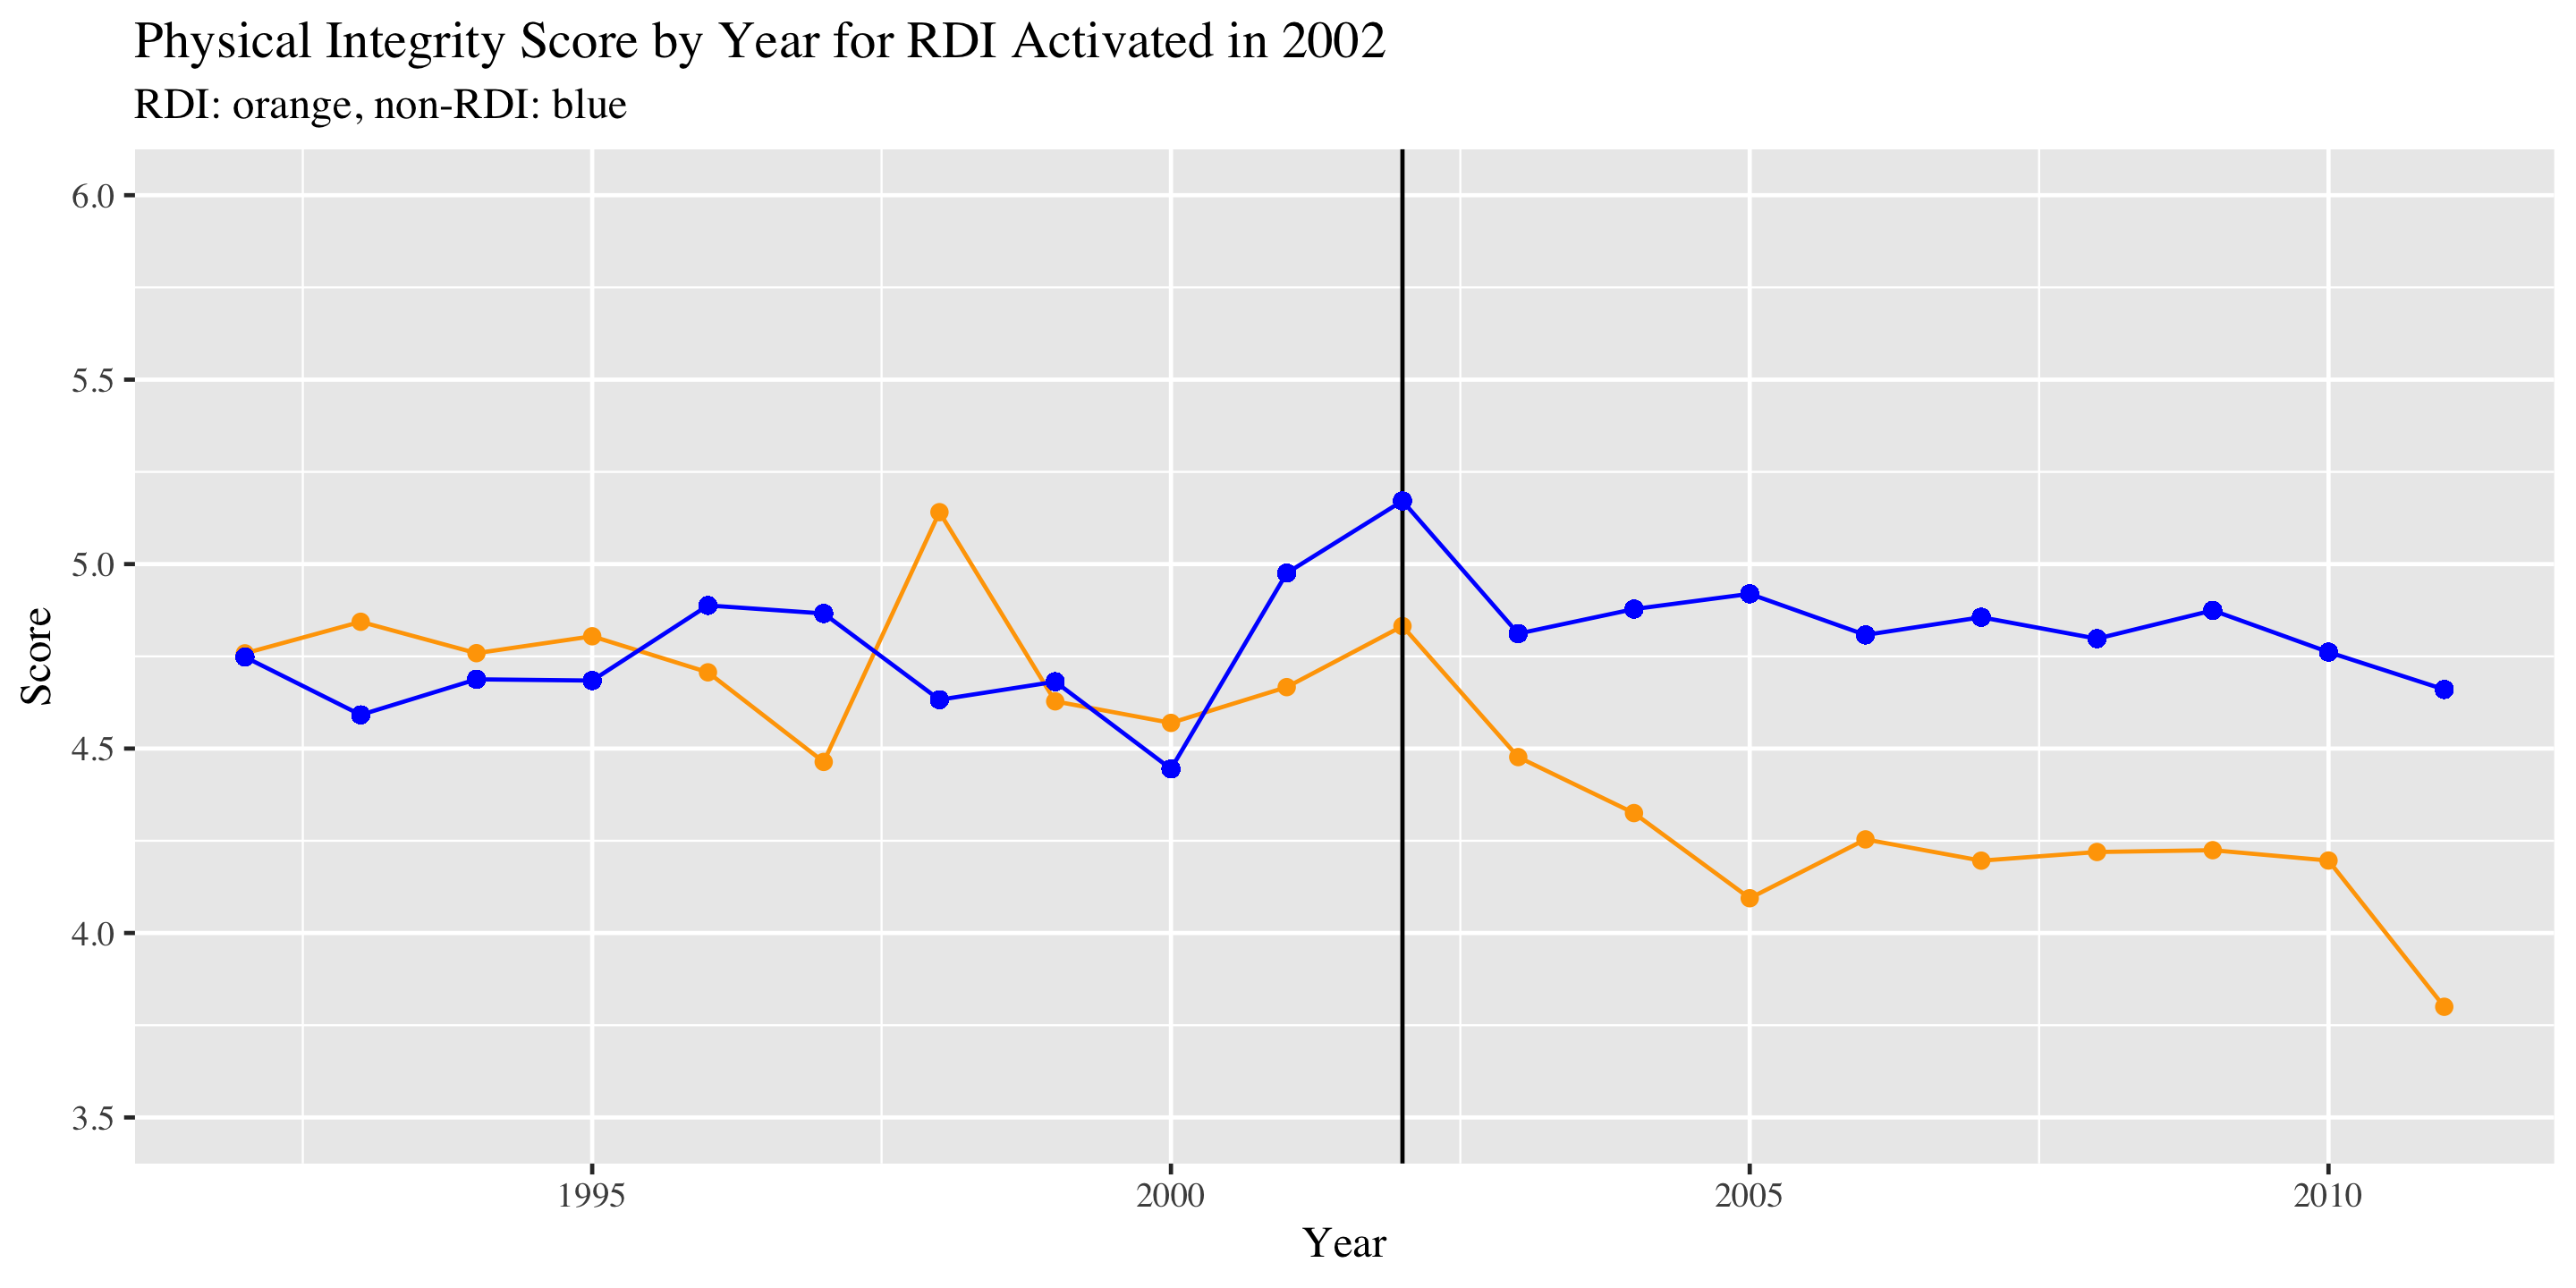 Physical Integrity Score by Year for RDI Activated in 2002
RDI: orange, non-RDI: blue
6.0
5.5
5.0
4.5
4.0
3.5
Score
1995 2000 2005 2010
Year